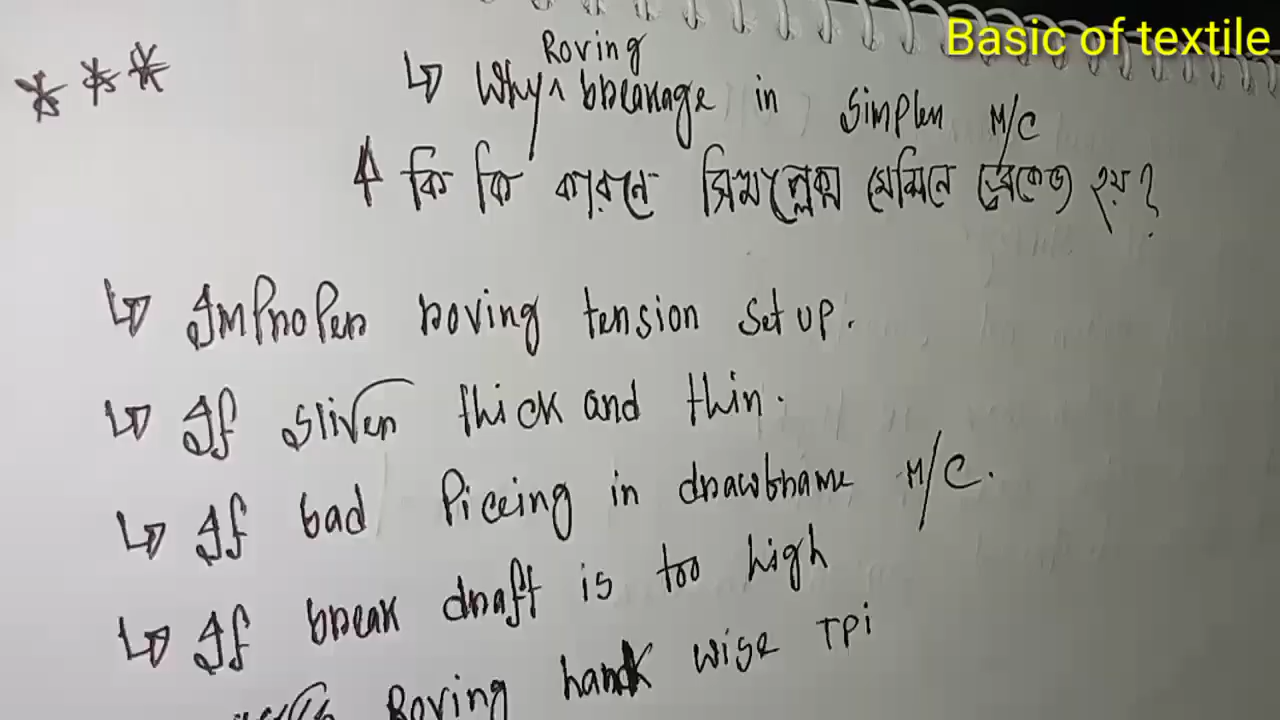 Basic of textile
Why Roving breakage in Simplex M/C
কি কি কারনে সিমপ্লেক্স মেসিনে ব্রেকেজ হয়?
Improper roving tension set up.
If sliver thick and thin.
If bad Piecing in drawframe M/C.
If break draft is too high
Roving hank wise TPI